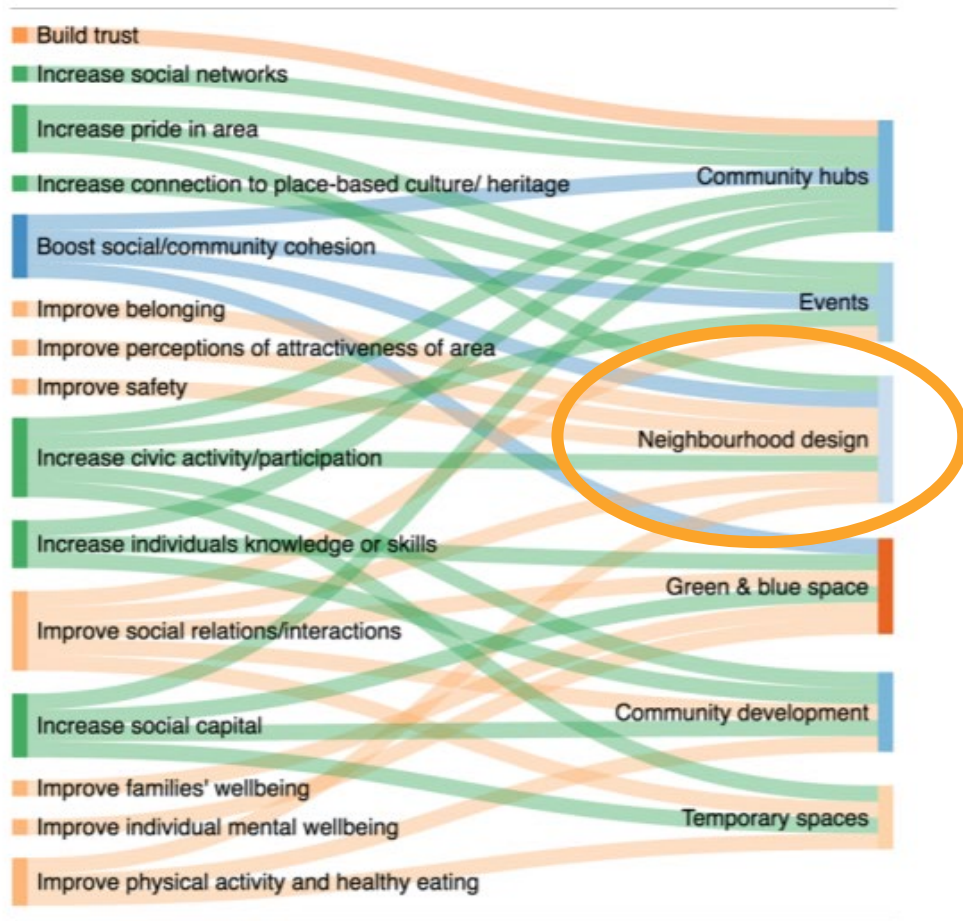 Build trust
Increase social networks
Increase pride in area
Increase connection to place-based culture/ heritage
Boost social/community cohesion
Improve belonging
Improve perceptions of attractiveness of area
Improve safety
Increase civic activity/participation
Increase individuals knowledge or skills
Improve social relations/interactions
Increase social capital
Improve families' wellbeing
Improve individual mental wellbeing
Improve physical activity and healthy eating
Community hubs
Events
Neighbourhood design
Green & blue space
Community development
Temporary spaces